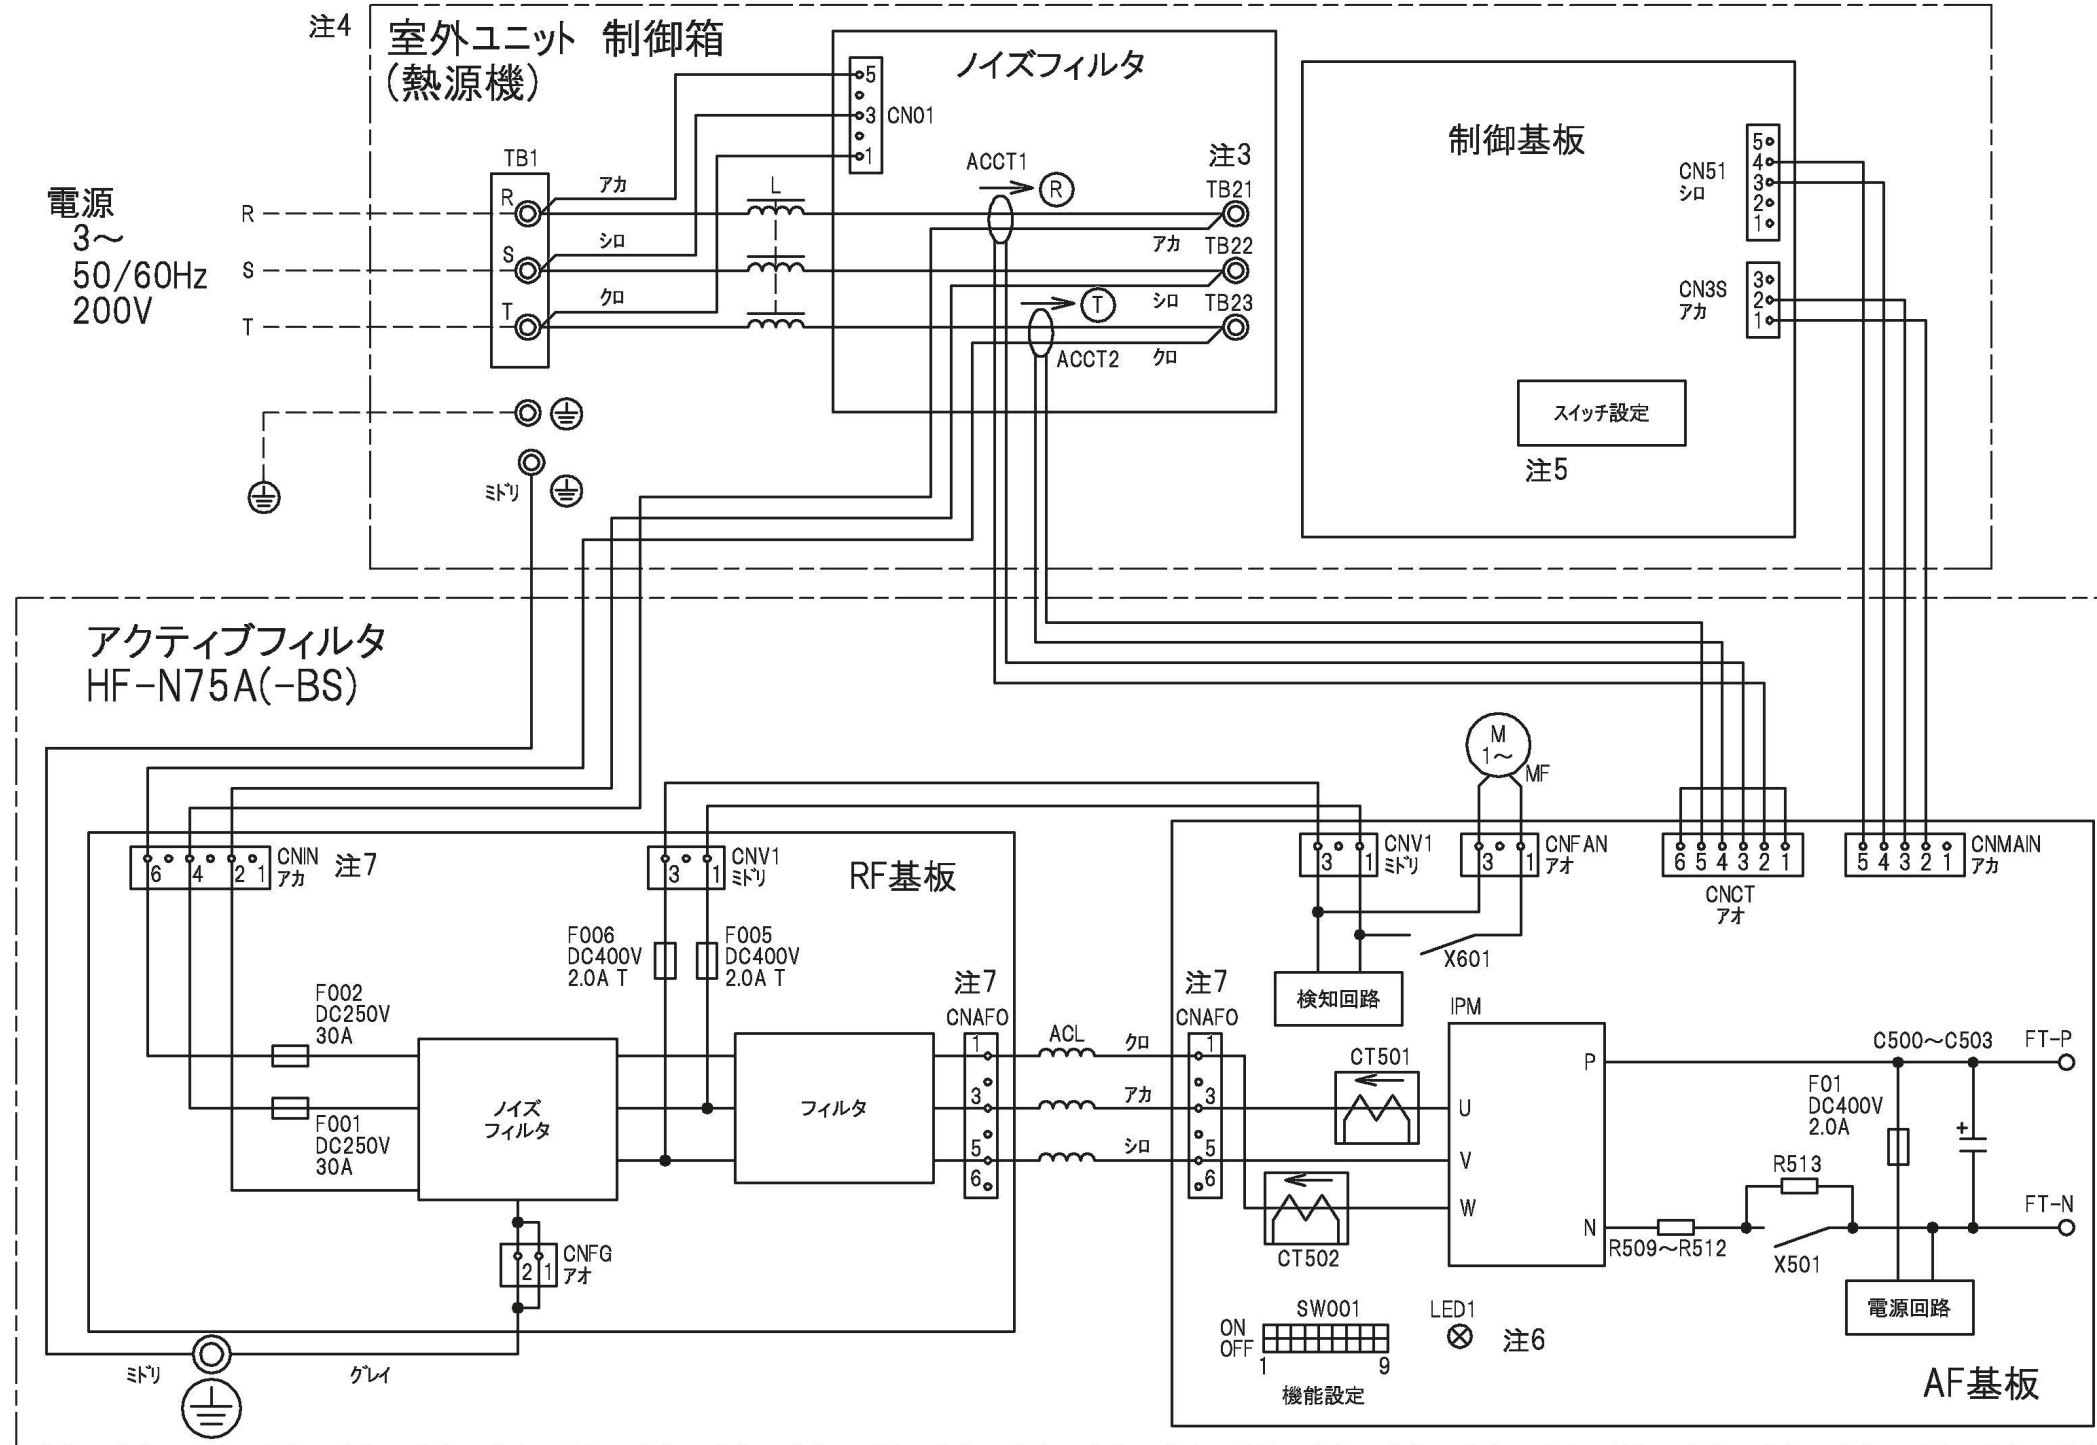 注4
室外ユニット 制御箱
(熱源機)
ノイズフィルタ
5
3
1
CN01
TB1
R
S
T
アカ
シロ
クロ
L
電源
3～
50/60Hz
200V
R
S
T
ACCT1
R
注3
TB21
アカ
TB22
T
シロ
TB23
ACCT2
クロ
ミドリ
制御基板
CN51
シロ
5
4
3
2
1
CN3S
アカ
3
2
1
スイッチ設定
注5
アクティブフィルタ
HF-N75A(-BS)
M
1～
MF
CNIN
アカ
6 4 2 1
注7
CNV1
ミドリ
3 1
RF基板
F006
DC400V
2.0A T
F005
DC400V
2.0A T
F002
DC250V
30A
F001
DC250V
30A
ノイズ
フィルタ
フィルタ
注7
CNAFO
1
3
5
6
CNFG
アオ
2 1
ミドリ
グレイ
ACL
クロ
アカ
シロ
CNV1
ミドリ
3 1
CNFAN
アオ
3 1
6 5 4 3 2 1
CNCT
アオ
5 4 3 2 1
CNMAIN
アカ
X601
検知回路
注7
CNAFO
1
3
5
6
CT501
CT502
IPM
P
U
V
W
N
C500～C503
FT-P
F01
DC400V
2.0A
+
R513
FT-N
R509～R512
X501
電源回路
SW001
ON
OFF
1 9
機能設定
LED1
注6
AF基板